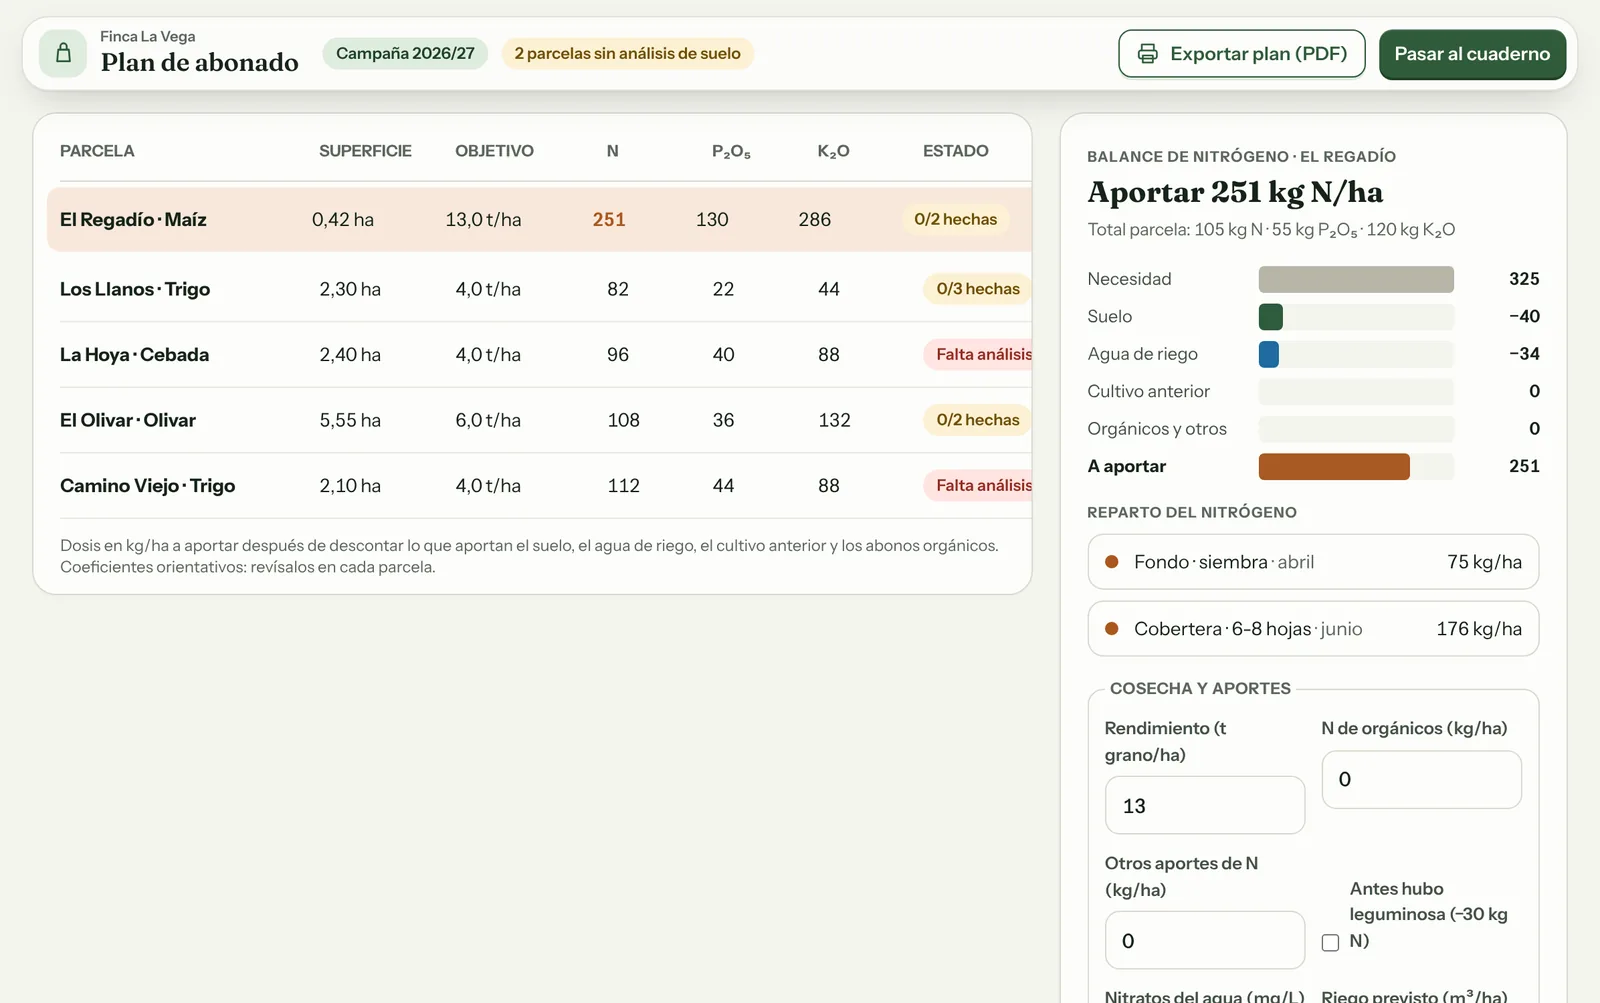 Finca La Vega
Plan de abonado
Campaña 2026/27
2 parcelas sin análisis de suelo
Exportar plan (PDF)
Pasar al cuaderno
PARCELA SUPERFICIE OBJETIVO N P₂O₅ K₂O ESTADO
El Regadío · Maíz 0,42 ha 13,0 t/ha 251 130 286 0/2 hechas
Los Llanos · Trigo 2,30 ha 4,0 t/ha 82 22 44 0/3 hechas
La Hoya · Cebada 2,40 ha 4,0 t/ha 96 40 88 Falta análisis
El Olivar · Olivar 5,55 ha 6,0 t/ha 108 36 132 0/2 hechas
Camino Viejo · Trigo 2,10 ha 4,0 t/ha 112 44 88 Falta análisis
Dosis en kg/ha a aportar después de descontar lo que aportan el suelo, el agua de riego, el cultivo anterior y los abonos orgánicos.
Coeficientes orientativos: revísalos en cada parcela.
BALANCE DE NITRÓGENO · EL REGADÍO
Aportar 251 kg N/ha
Total parcela: 105 kg N · 55 kg P₂O₅ · 120 kg K₂O
Necesidad 325
Suelo −40
Agua de riego −34
Cultivo anterior 0
Orgánicos y otros 0
A aportar 251
REPARTO DEL NITRÓGENO
Fondo · siembra · abril 75 kg/ha
Cobertera · 6-8 hojas · junio 176 kg/ha
COSECHA Y APORTES
Rendimiento (t
grano/ha)
13
N de orgánicos (kg/ha)
0
Otros aportes de N
(kg/ha)
0
Antes hubo
leguminosa (−30 kg
N)
Nitratos del agua (mg/L)
Riego previsto (m³/ha)